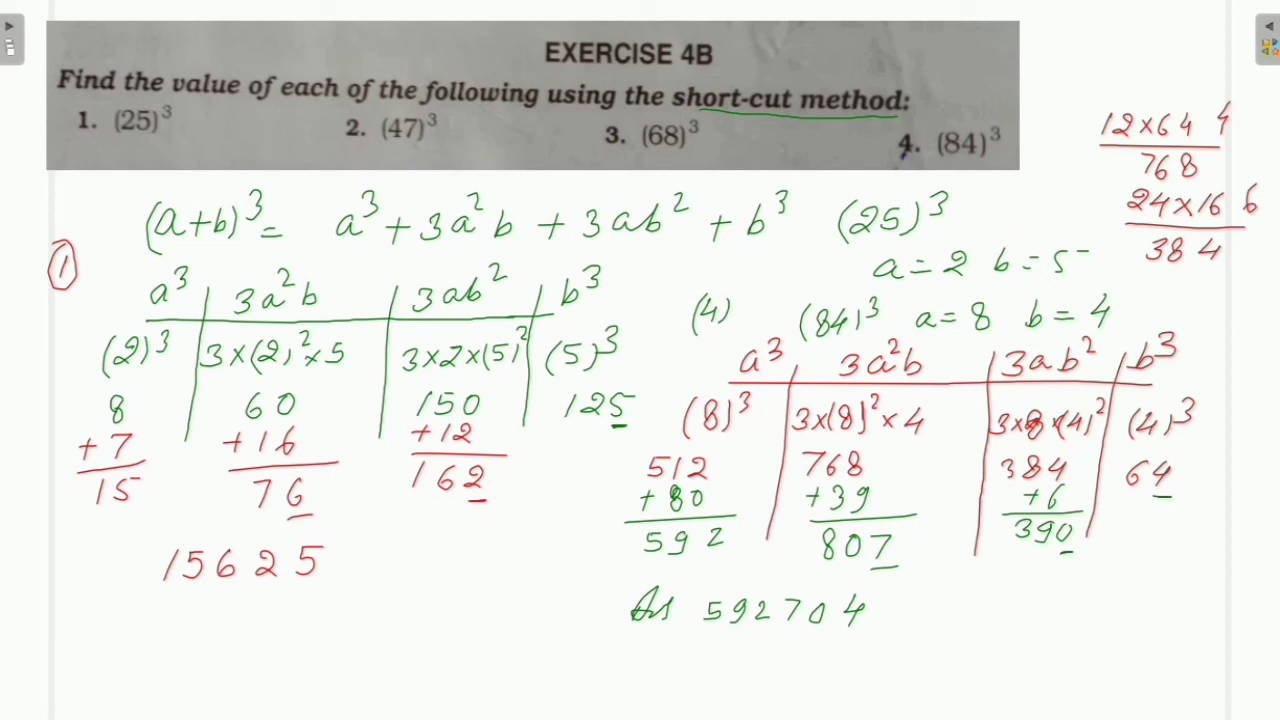 EXERCISE 4B
Find the value of each of the following using the short-cut method:
1. (25)³ 2. (47)³ 3. (68)³ 4. (84)³
12×64 4
768
24×16 6
384
(a+b)³ = a³ + 3a²b + 3ab² + b³ (25)³
a = 2 b = 5
①
a³ | 3a²b | 3ab² | b³
(2)³ | 3×(2)²×5 | 3×2×(5)² | (5)³
8 60 150 125
+7 +16 +12
15 76 162
15625
(4) (84)³ a = 8 b = 4
a³ | 3a²b | 3ab² | b³
(8)³ | 3×(8)²×4 | 3×8×(4)² | (4)³
512 768 384 64
+80 +39 +6
592 807 390
Ans 592704